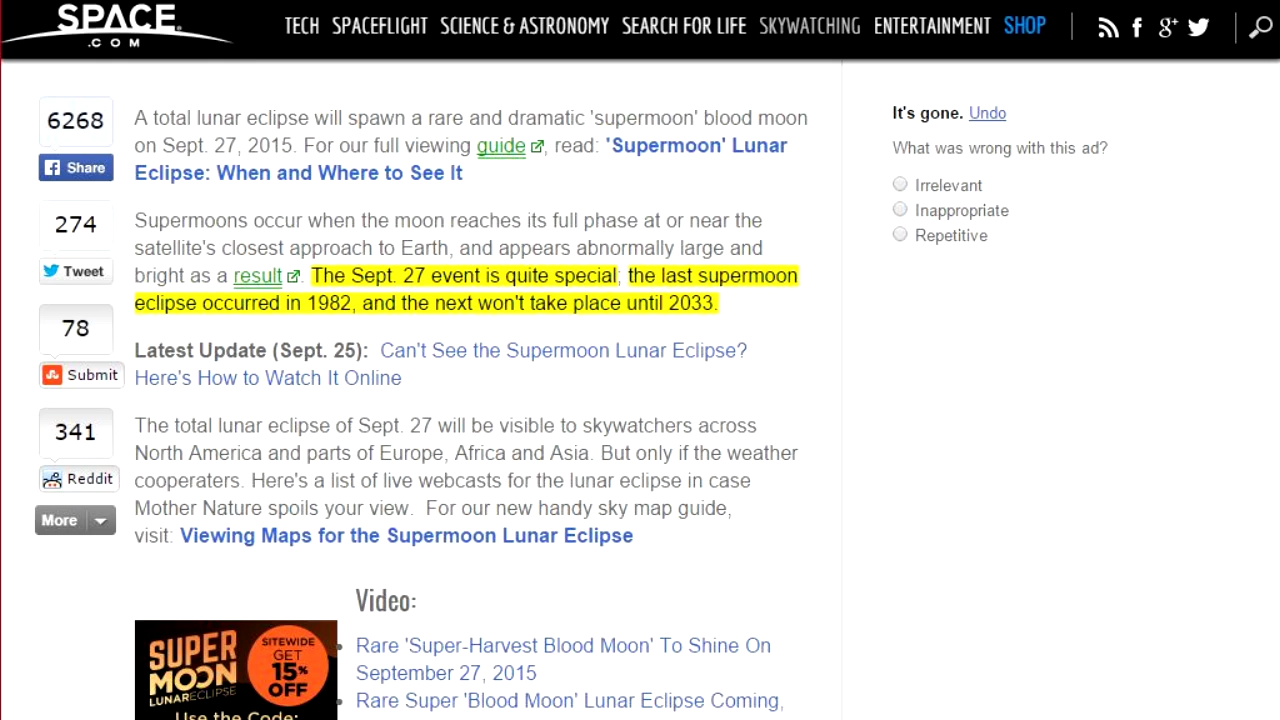 SPACE
.COM
TECH SPACEFLIGHT SCIENCE & ASTRONOMY SEARCH FOR LIFE SKYWATCHING ENTERTAINMENT SHOP
6268
Share
274
Tweet
78
Submit
341
Reddit
More
A total lunar eclipse will spawn a rare and dramatic 'supermoon' blood moon
on Sept. 27, 2015. For our full viewing guide, read: 'Supermoon' Lunar
Eclipse: When and Where to See It
Supermoons occur when the moon reaches its full phase at or near the
satellite's closest approach to Earth, and appears abnormally large and
bright as a result. The Sept. 27 event is quite special; the last supermoon
eclipse occurred in 1982, and the next won't take place until 2033.
Latest Update (Sept. 25): Can't See the Supermoon Lunar Eclipse?
Here's How to Watch It Online
The total lunar eclipse of Sept. 27 will be visible to skywatchers across
North America and parts of Europe, Africa and Asia. But only if the weather
cooperaters. Here's a list of live webcasts for the lunar eclipse in case
Mother Nature spoils your view. For our new handy sky map guide,
visit: Viewing Maps for the Supermoon Lunar Eclipse
SUPER
MOON
LUNARECLIPSE
SITEWIDE
GET
15%
OFF
Use the Code:
Video:
Rare 'Super-Harvest Blood Moon' To Shine On
September 27, 2015
Rare Super 'Blood Moon' Lunar Eclipse Coming,
It's gone. Undo
What was wrong with this ad?
Irrelevant
Inappropriate
Repetitive